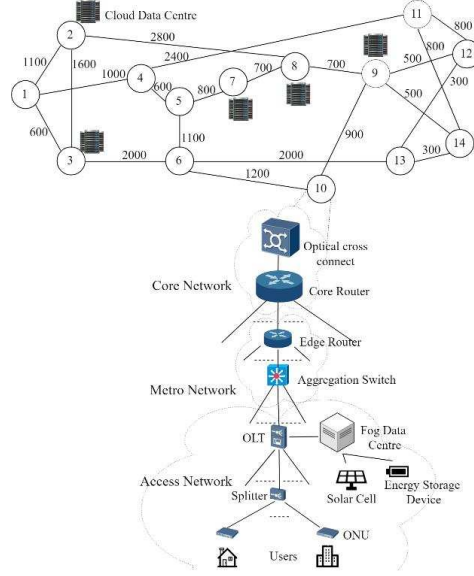 11
Cloud Data Centre
800
2
2800
2400
800
12
1100
1600
1000
4
600
7
700
8
700
9
500
1
5
800
500
300
600
1100
900
300
14
3
2000
6
2000
13
1200
10
Optical cross
connect
Core Network
Core Router
Edge Router
Aggregation Switch
Metro Network
OLT
Fog Data
Centre
Access Network
Splitter
Solar Cell
Energy Storage
Device
ONU
Users